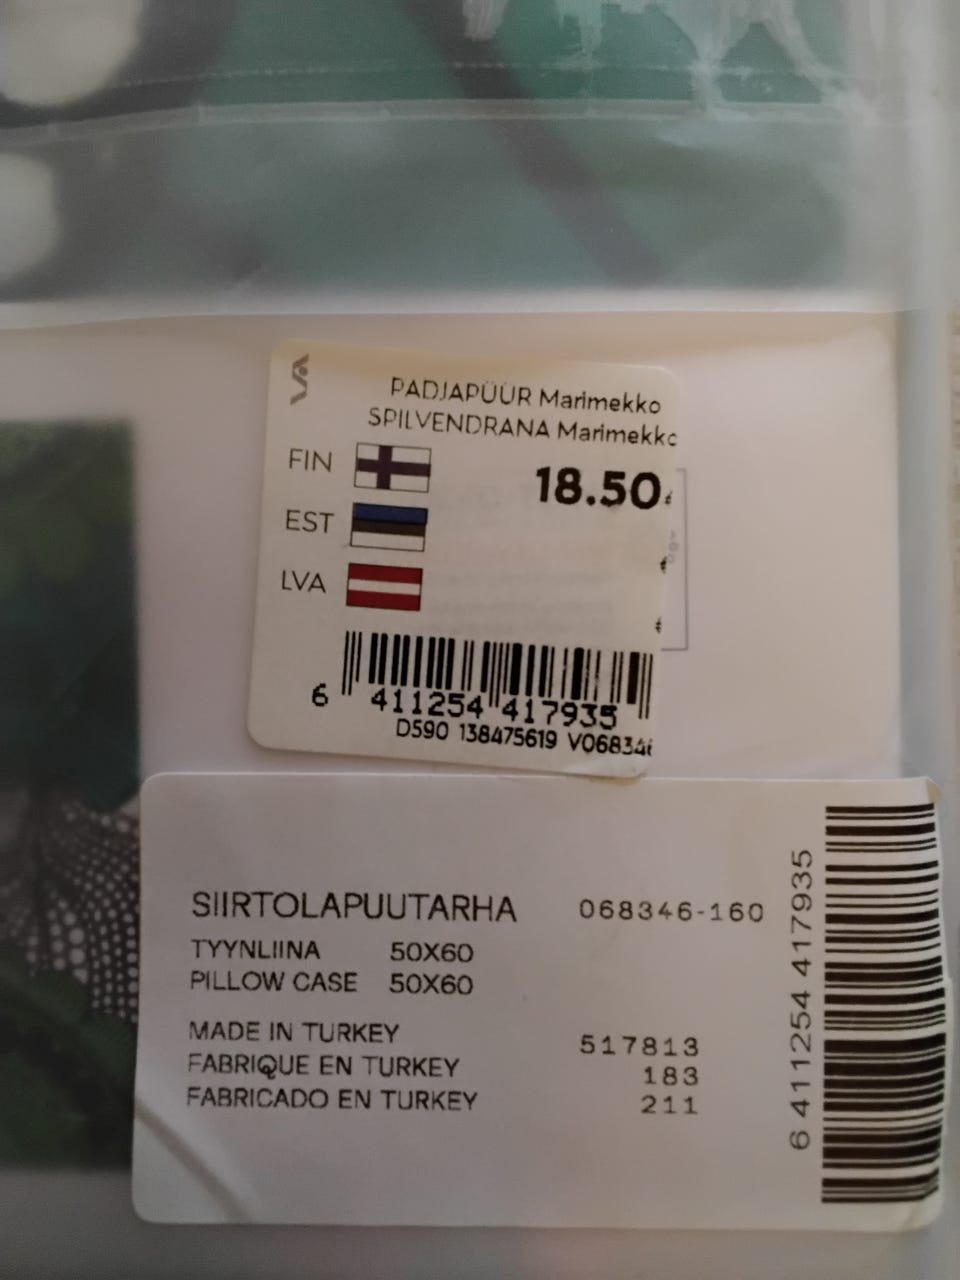 PADJAPÜÜR Marimekko
SPILVENDRANA Marimekko
FIN 18.50 €
EST €
LVA €
6 411254 417935
D590 138475619 V068346
SIIRTOLAPUUTARHA 068346-160
TYYNLIINA 50X60
PILLOW CASE 50X60
MADE IN TURKEY 517813
FABRIQUE EN TURKEY 183
FABRICADO EN TURKEY 211
6 411254 417935